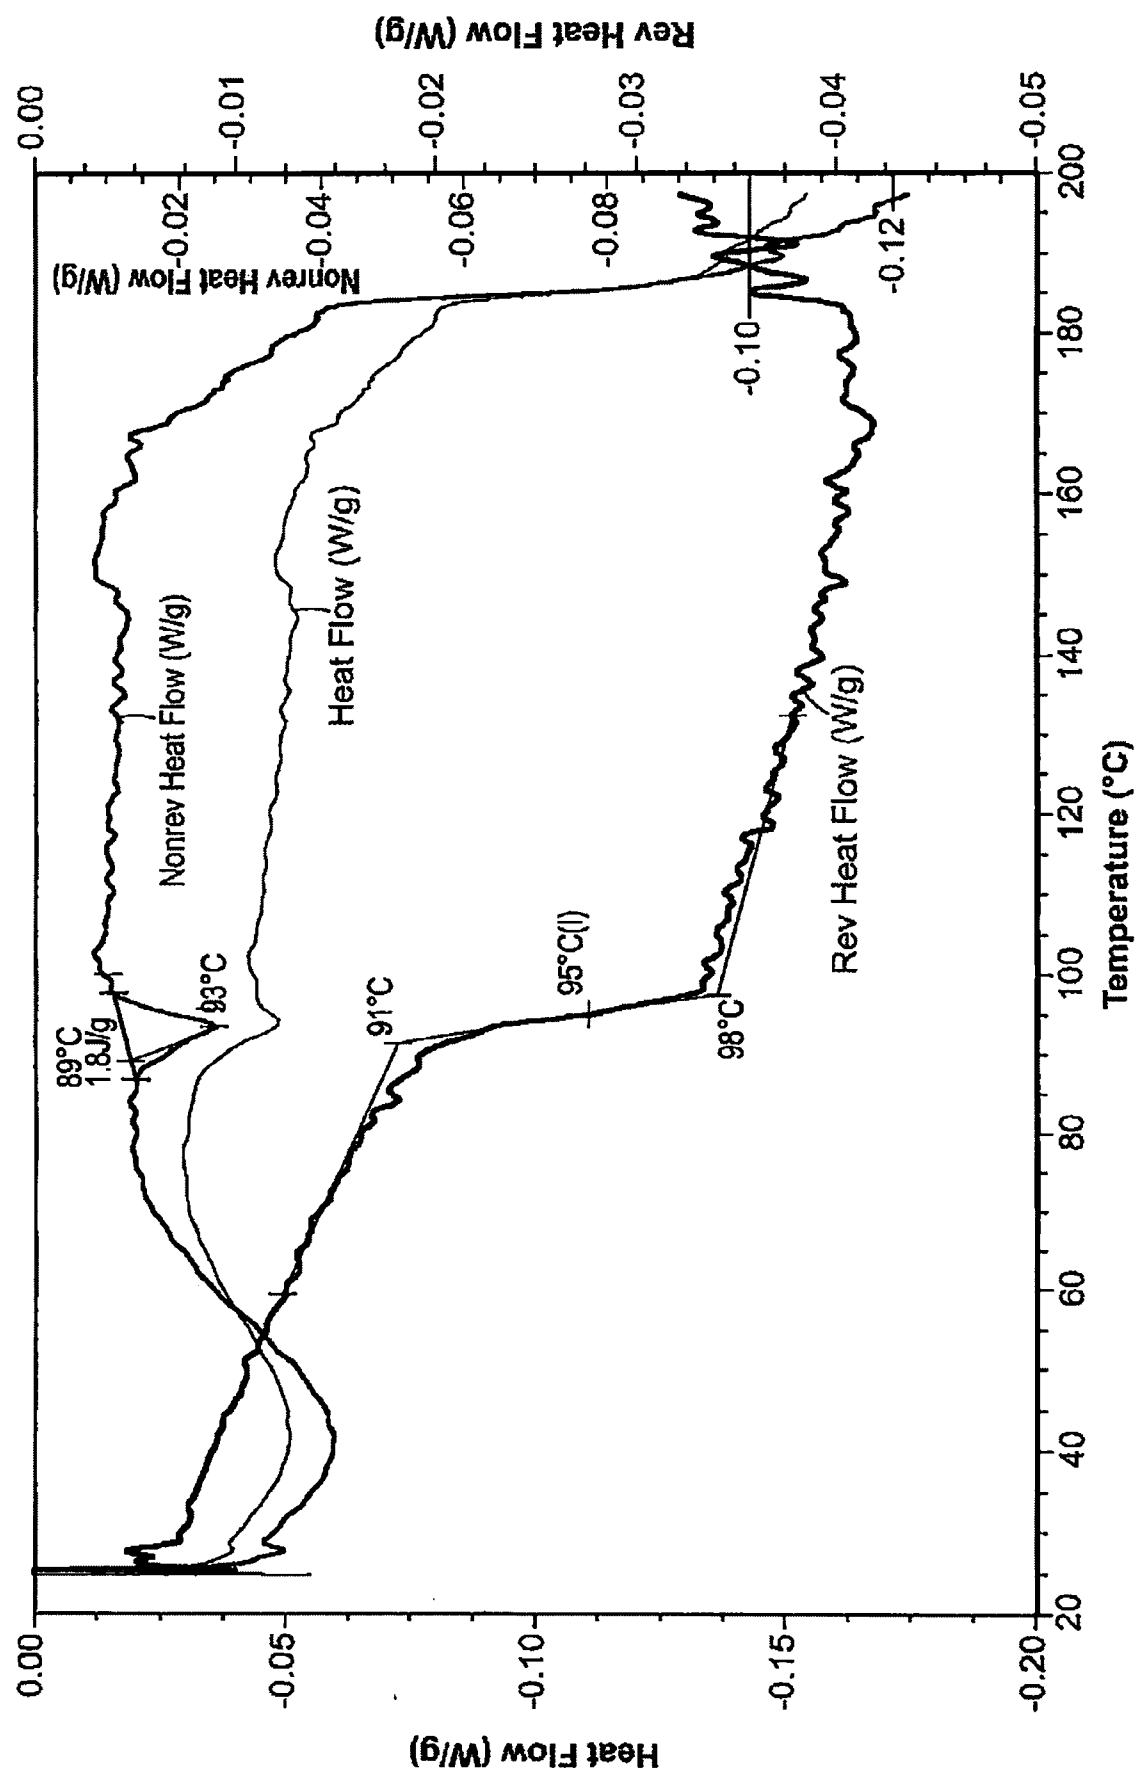 Heat Flow (W/g)
0.00
-0.05
-0.10
-0.15
-0.20
Nonrev Heat Flow (W/g)
-0.02
-0.04
-0.06
-0.08
-0.10
-0.12
Rev Heat Flow (W/g)
0.00
-0.01
-0.02
-0.03
-0.04
-0.05
89°C
1.8J/g
93°C
Nonrev Heat Flow (W/g)
Heat Flow (W/g)
91°C
95°C(I)
98°C
Rev Heat Flow (W/g)
20
40
60
80
100
120
140
160
180
200
Temperature (°C)